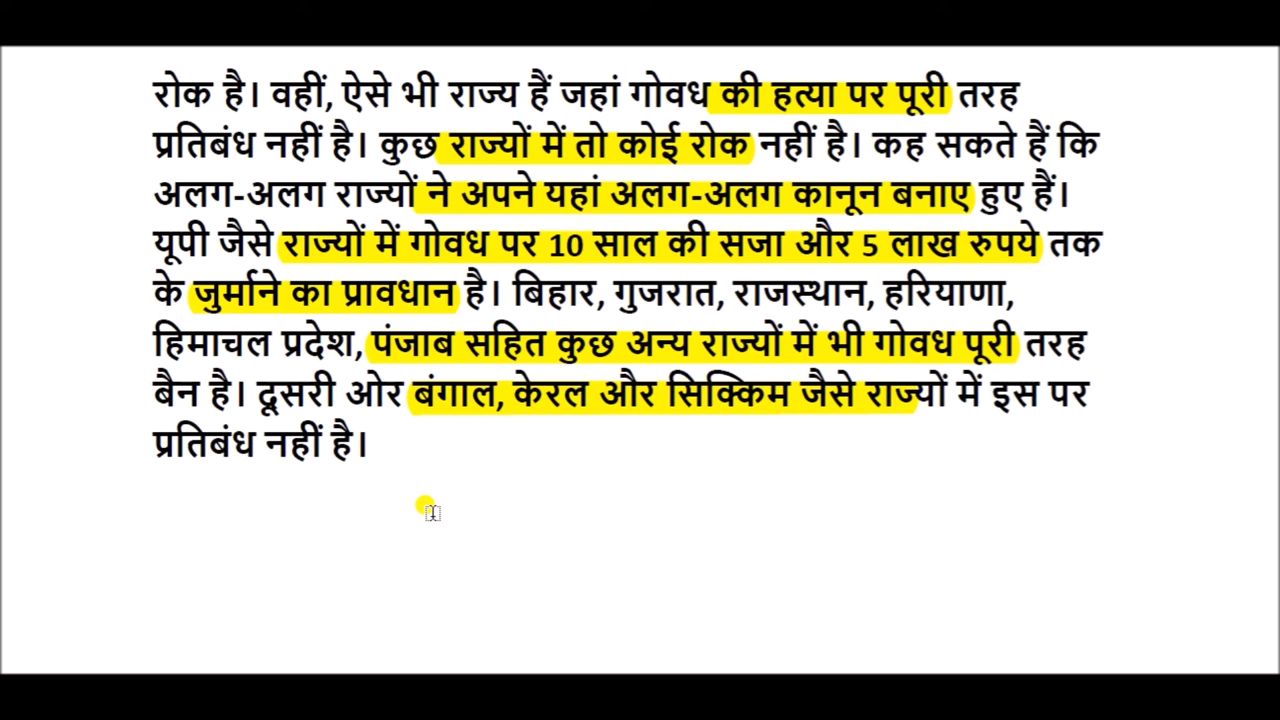 रोक है। वहीं, ऐसे भी राज्य हैं जहां गोवध की हत्या पर पूरी तरह
प्रतिबंध नहीं है। कुछ राज्यों में तो कोई रोक नहीं है। कह सकते हैं कि
अलग-अलग राज्यों ने अपने यहां अलग-अलग कानून बनाए हुए हैं।
यूपी जैसे राज्यों में गोवध पर 10 साल की सजा और 5 लाख रुपये तक
के जुर्माने का प्रावधान है। बिहार, गुजरात, राजस्थान, हरियाणा,
हिमाचल प्रदेश, पंजाब सहित कुछ अन्य राज्यों में भी गोवध पूरी तरह
बैन है। दूसरी ओर बंगाल, केरल और सिक्किम जैसे राज्यों में इस पर
प्रतिबंध नहीं है।